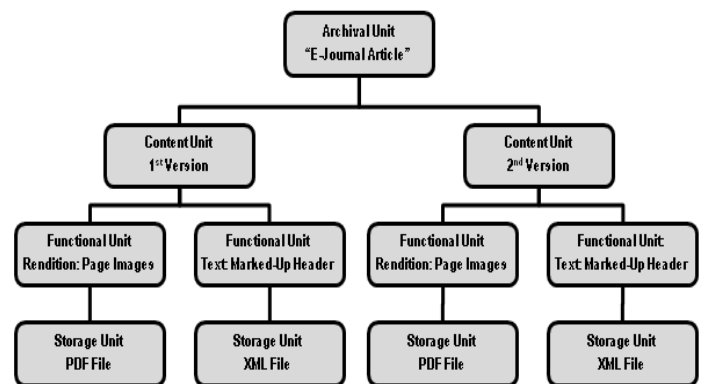 Archival Unit
“E-Journal Article”
Content Unit
1st Version
Content Unit
2nd Version
Functional Unit
Rendition: Page Images
Functional Unit
Text: Marked-Up Header
Functional Unit
Rendition: Page Images
Functional Unit:
Text: Marked-Up Header
Storage Unit
PDF File
Storage Unit
XML File
Storage Unit
PDF File
Storage Unit
XML File